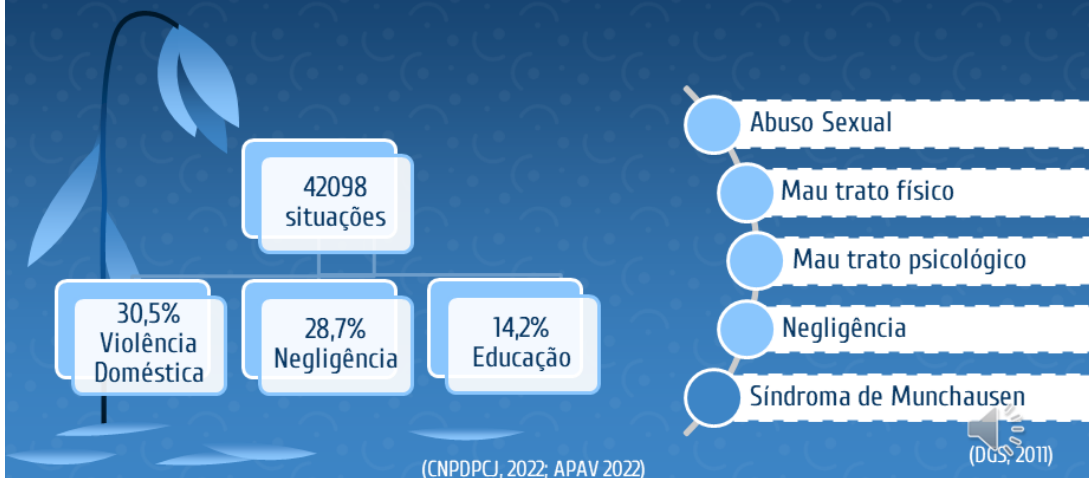 42098
situações
30,5%
Violência
Doméstica
28,7%
Negligência
14,2%
Educação
(CNPDPCJ, 2022; APAV 2022)
Abuso Sexual
Mau trato físico
Mau trato psicológico
Negligência
Síndroma de Munchausen
(DGS, 2011)